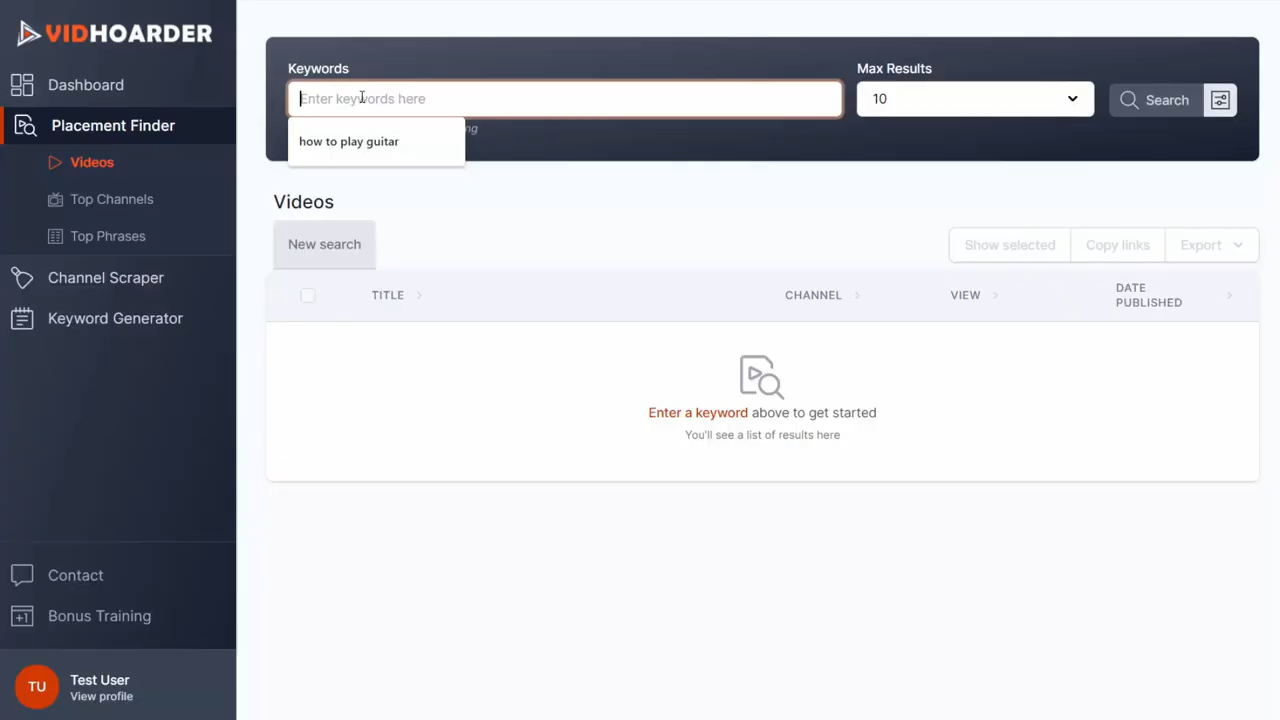 VIDHOARDER
Dashboard
Placement Finder
Videos
Top Channels
Top Phrases
Channel Scraper
Keyword Generator
Contact
+1 Bonus Training
TU
Test User
View profile
Keywords
Enter keywords here
how to play guitar
Max Results
10
Search
Videos
New search
Show selected
Copy links
Export
TITLE
CHANNEL
VIEW
DATE
PUBLISHED
Enter a keyword above to get started
You'll see a list of results here